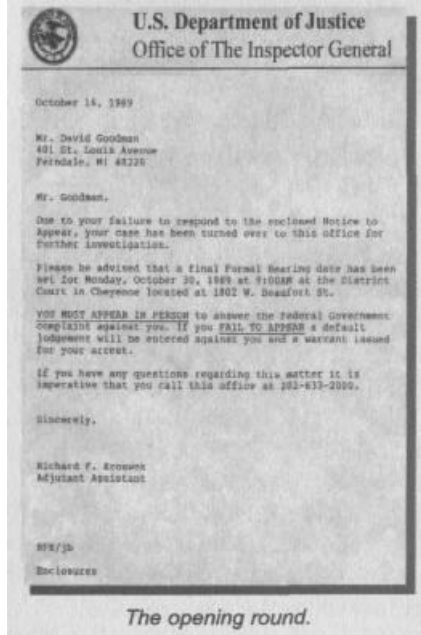 U.S. Department of Justice
Office of The Inspector General
October 16, 1989
Mr. David Goodman
401 St. Louis Avenue
Ferndale, MI 48220
Mr. Goodman,
Due to your failure to respond to the enclosed Notice to
Appear, your case has been turned over to this office for
further investigation.
Please be advised that a final Formal Hearing date has been
set for Monday, October 30, 1989 at 9:00AM at the District
Court in Cheyenne located at 1802 W. Beaufort St.
YOU MUST APPEAR IN PERSON to answer the Federal Government
complaint against you. If you FAIL TO APPEAR a default
judgement will be entered against you and a warrant issued
for your arrest.
If you have any questions regarding this matter it is
imperative that you call this office at 202-633-2000.
Sincerely,
Richard F.
Adjutant Assistant
Enclosures
The opening round.